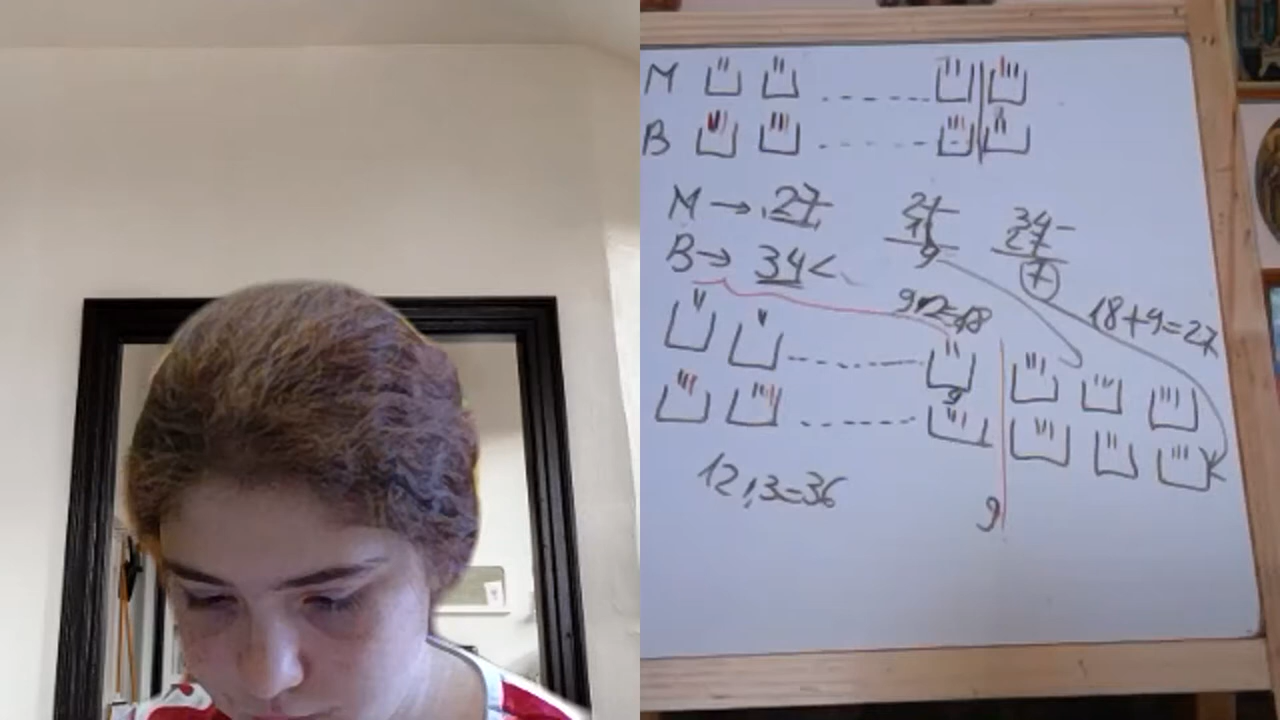 M
B
M → 27
27-
18
9
34-
27
7
B → 34<
9·2=18
18+9=27
9
12·3=36
9